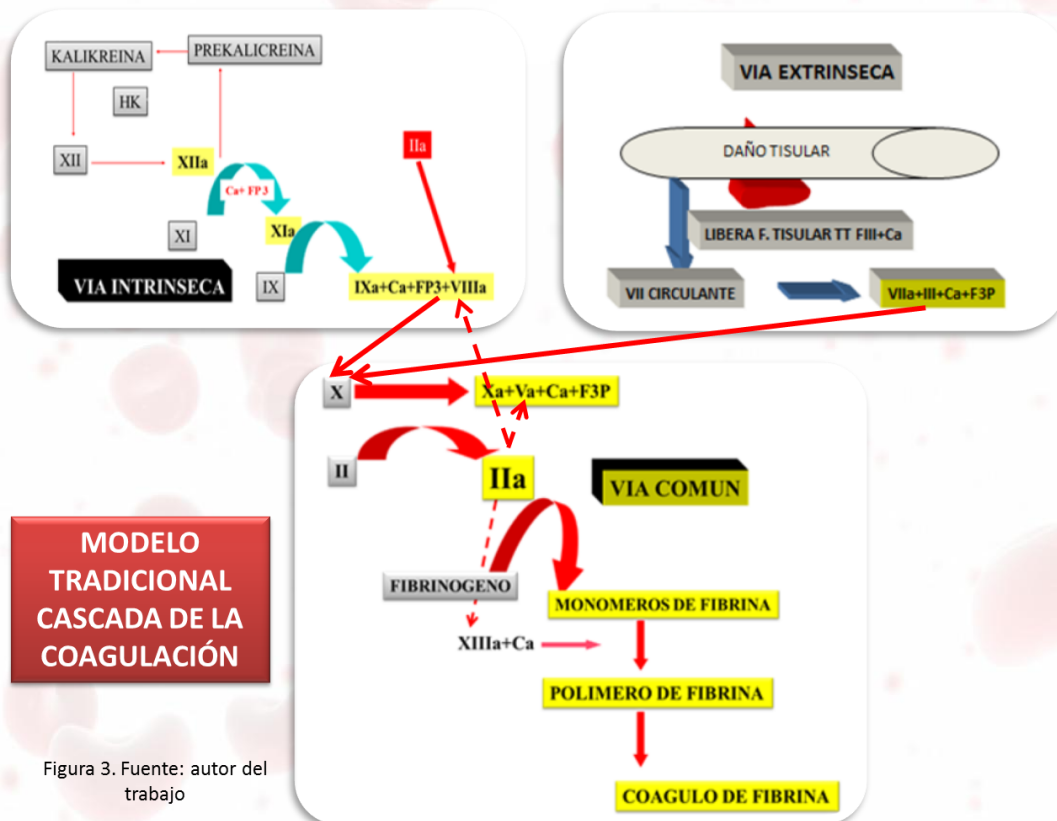 KALIKREINA
PREKALICREINA
HK
XII
XIIa
Ca+ FP3
XI
XIa
IIa
VIA INTRINSECA
IX
IXa+Ca+FP3+VIIIa
VIA EXTRINSECA
DAÑO TISULAR
LIBERA F. TISULAR TT FIII+Ca
VII CIRCULANTE
VIIa+III+Ca+F3P
X
Xa+Va+Ca+F3P
II
IIa
VIA COMUN
FIBRINOGENO
MONOMEROS DE FIBRINA
XIIIa+Ca
POLIMERO DE FIBRINA
COAGULO DE FIBRINA
MODELO
TRADICIONAL
CASCADA DE LA
COAGULACIÓN
Figura 3. Fuente: autor del
trabajo